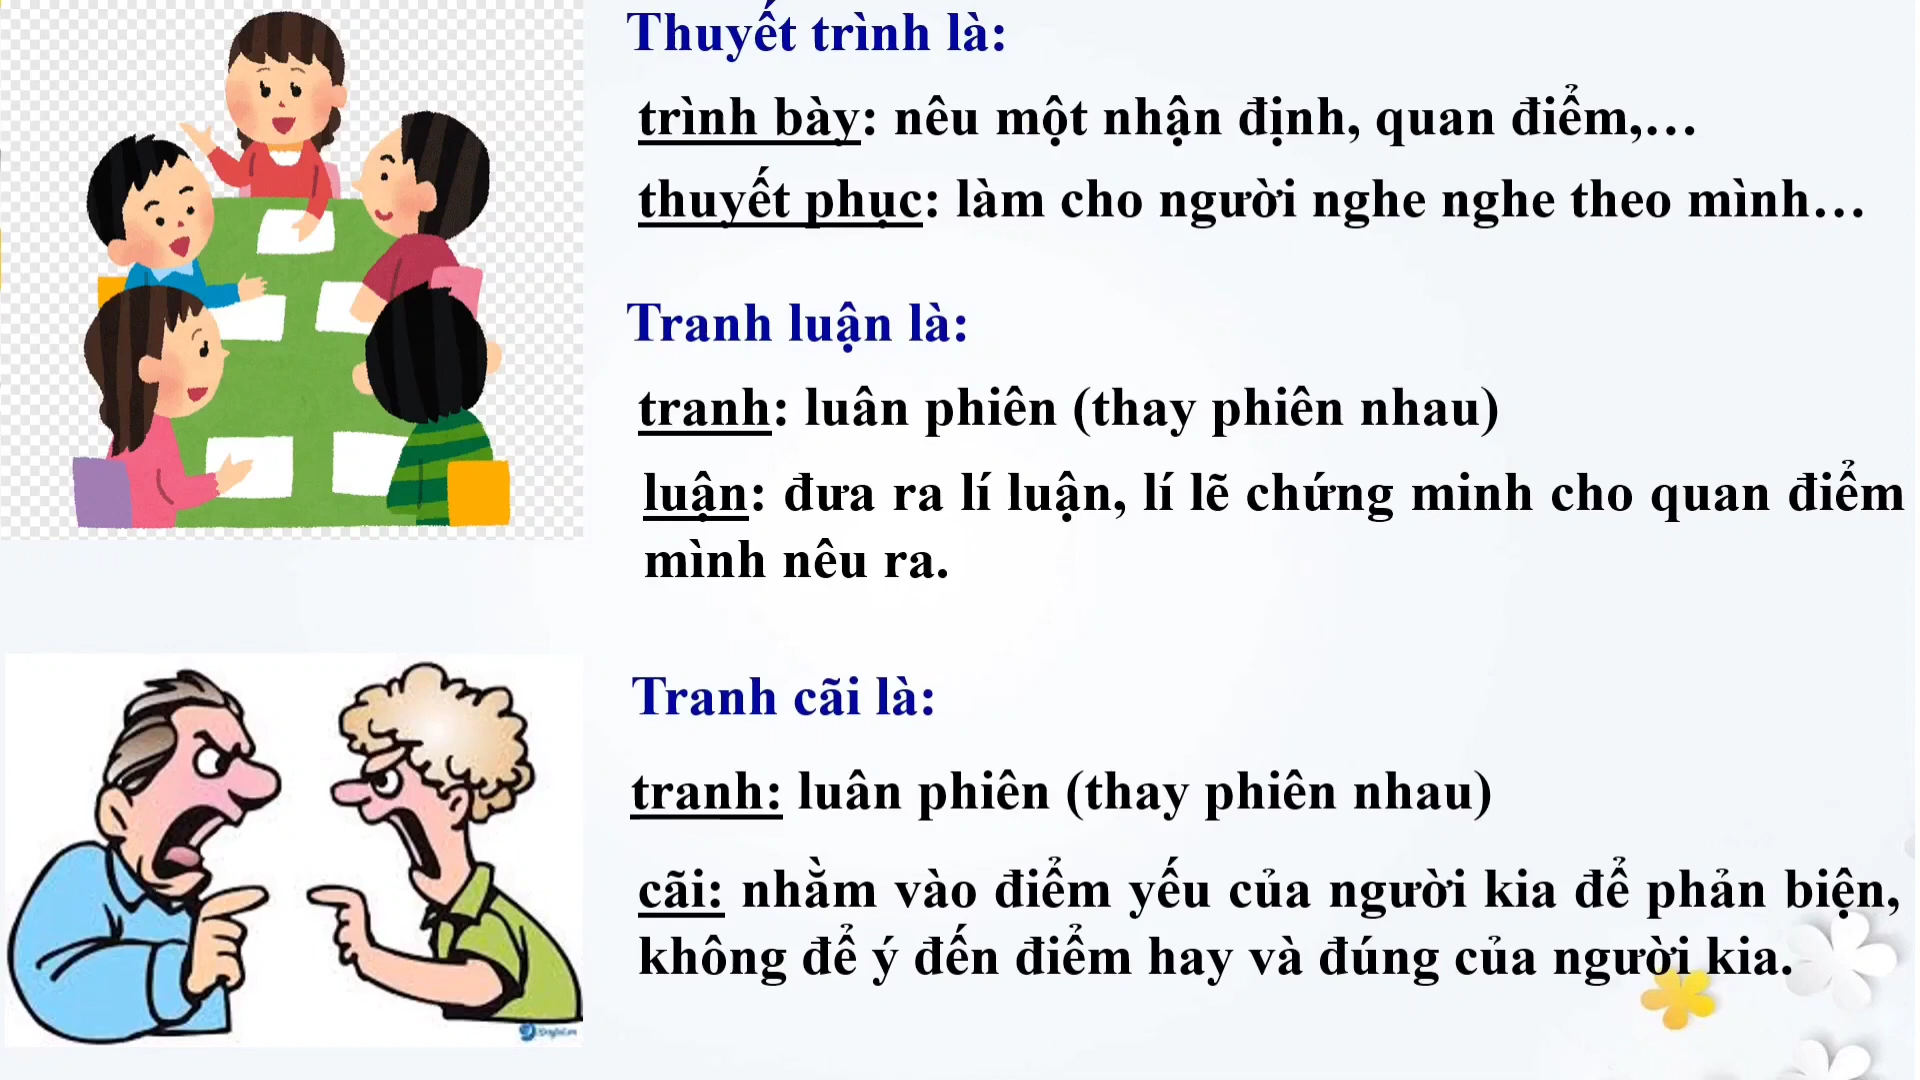 Thuyết trình là:
trình bày: nêu một nhận định, quan điểm,…
thuyết phục: làm cho người nghe nghe theo mình…
Tranh luận là:
tranh: luân phiên (thay phiên nhau)
luận: đưa ra lí luận, lí lẽ chứng minh cho quan điểm
mình nêu ra.
Tranh cãi là:
tranh: luân phiên (thay phiên nhau)
cãi: nhằm vào điểm yếu của người kia để phản biện,
không để ý đến điểm hay và đúng của người kia.